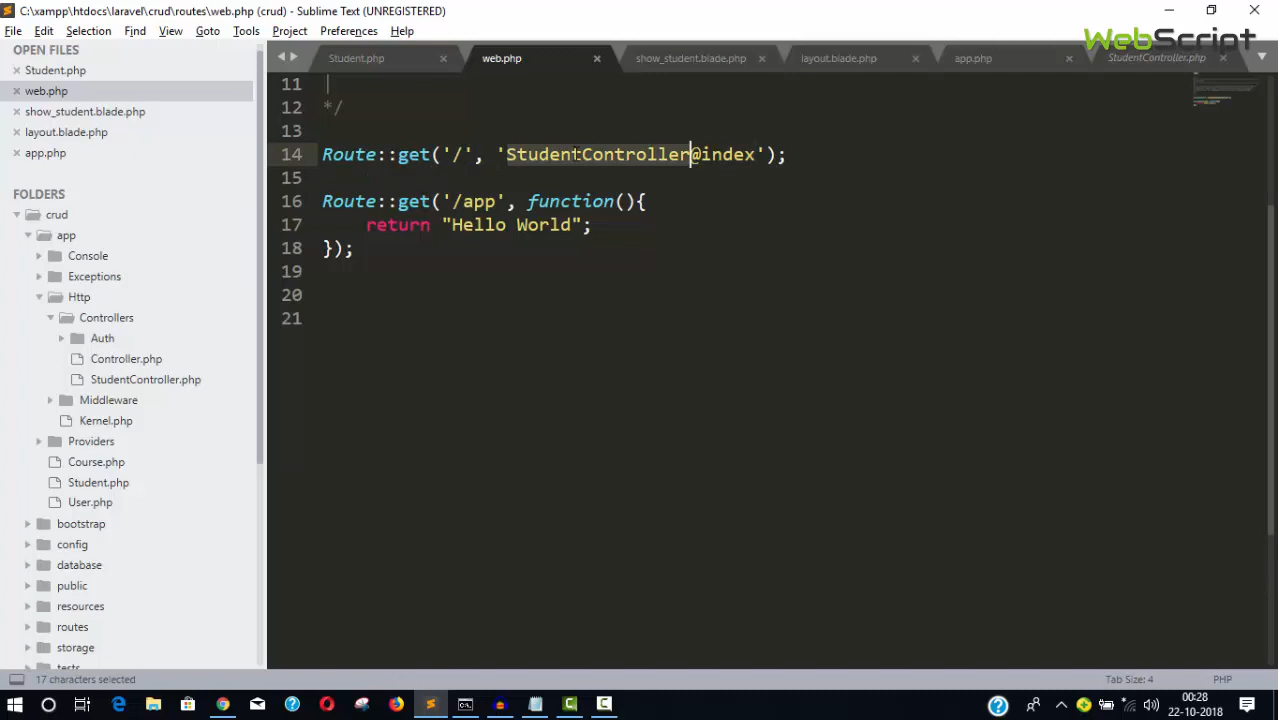 C:\xampp\htdocs\laravel\crud\routes\web.php (crud) - Sublime Text (UNREGISTERED)
File Edit Selection Find View Goto Tools Project Preferences Help
WebScript
OPEN FILES
Student.php
web.php
show_student.blade.php
layout.blade.php
app.php
FOLDERS
crud
app
Console
Exceptions
Http
Controllers
Auth
Controller.php
StudentController.php
Middleware
Kernel.php
Providers
Course.php
Student.php
User.php
bootstrap
config
database
public
resources
routes
storage
tests
Student.php web.php show_student.blade.php layout.blade.php app.php StudentController.php
11 |
12 */
13
14 Route::get('/', 'StudentController@index');
15
16 Route::get('/app', function(){
17 return "Hello World";
18 });
19
20
21
17 characters selected Tab Size: 4 PHP
00:28
22-10-2018